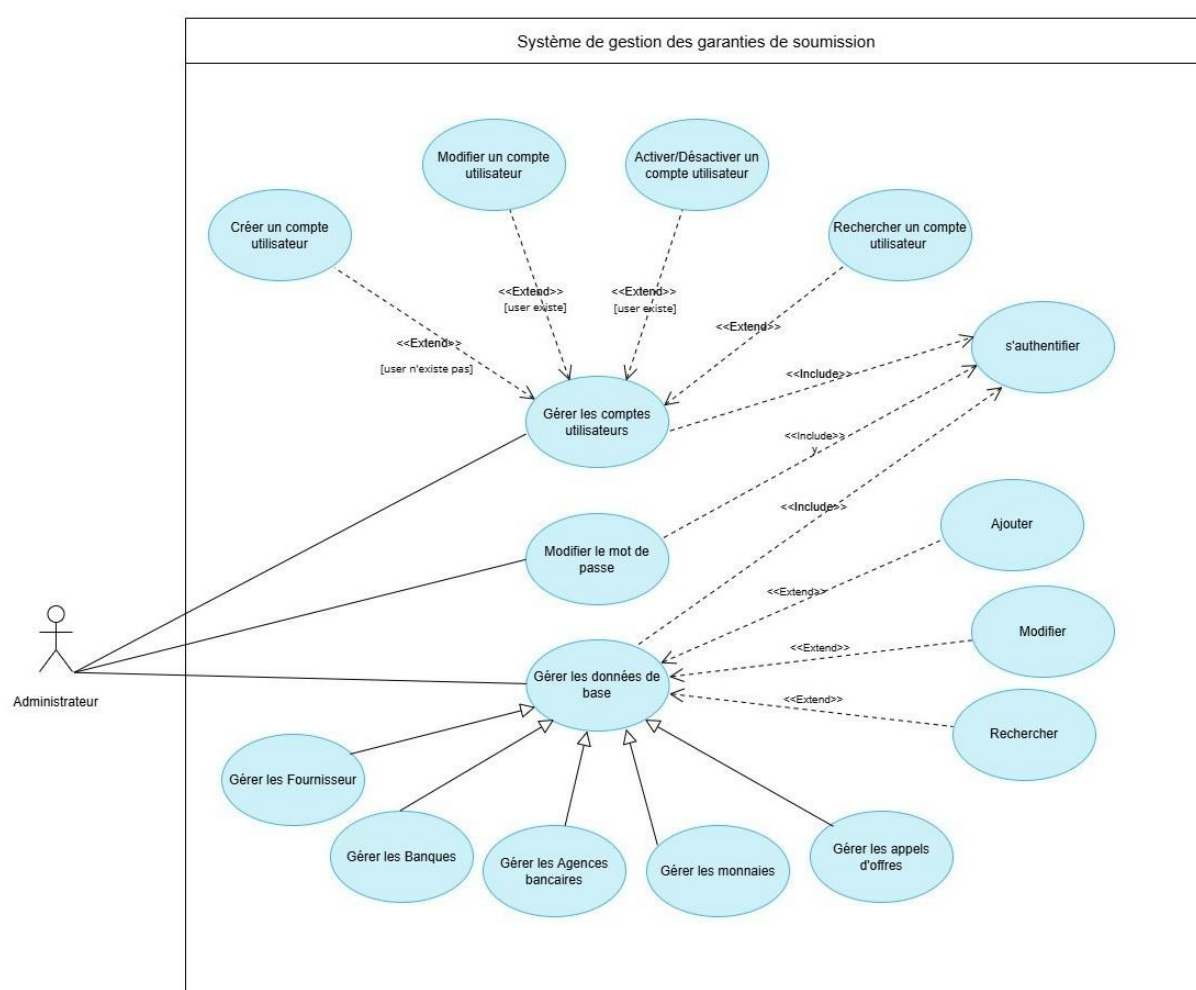 Système de gestion des garanties de soumission
Modifier un compte
utilisateur
Activer/Désactiver un
compte utilisateur
Créer un compte
utilisateur
Rechercher un compte
utilisateur
<<Extend>>
[user existe]
<<Extend>>
[user existe]
<<Extend>>
<<Extend>>
[user n'existe pas]
s'authentifier
<<Include>>
Gérer les comptes
utilisateurs
<<Include>>
y
<<Include>>
Ajouter
Modifier le mot de
passe
<<Extend>>
Modifier
<<Extend>>
Gérer les données de
base
<<Extend>>
Rechercher
Administrateur
Gérer les Fournisseur
Gérer les Banques
Gérer les Agences
bancaires
Gérer les monnaies
Gérer les appels
d'offres